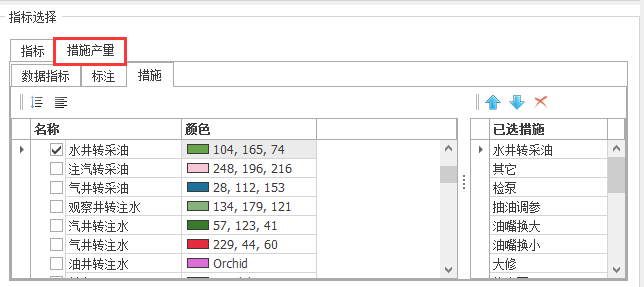 指标选择
指标 措施产量
数据指标 标注 措施
名称 颜色 已选措施
水井转采油 104, 165, 74 水井转采油
注汽转采油 248, 196, 216 其它
气井转采油 28, 112, 153 检泵
观察井转注水 134, 179, 121 抽油调参
汽井转注水 57, 123, 41 油嘴换大
气井转注水 229, 44, 60 油嘴换小
油井转注水 Orchid 大修